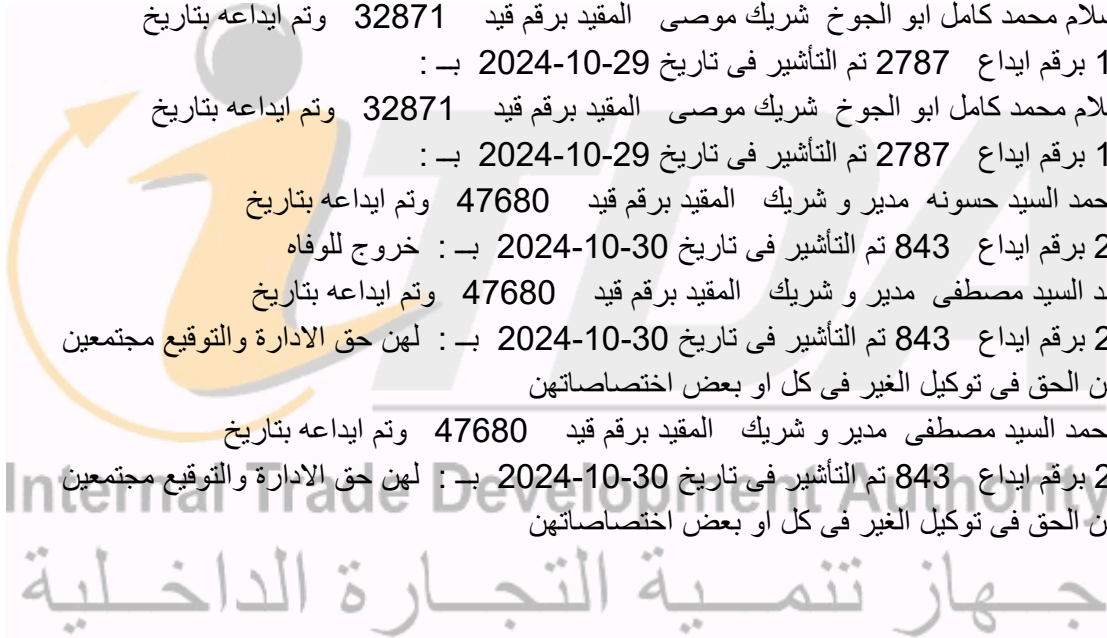 سلام محمد كامل ابو الجوخ شريك موصى المقيد برقم قيد 32871 وتم ايداعه بتاريخ
1 برقم ايداع 2787 تم التأشير فى تاريخ 29-10-2024 بــ :
لام محمد كامل ابو الجوخ شريك موصى المقيد برقم قيد 32871 وتم ايداعه بتاريخ
1 برقم ايداع 2787 تم التأشير فى تاريخ 29-10-2024 بــ :
حمد السيد حسونه مدير و شريك المقيد برقم قيد 47680 وتم ايداعه بتاريخ
2 برقم ايداع 843 تم التأشير فى تاريخ 30-10-2024 بــ : خروج للوفاه
د السيد مصطفى مدير و شريك المقيد برقم قيد 47680 وتم ايداعه بتاريخ
2 برقم ايداع 843 تم التأشير فى تاريخ 30-10-2024 بــ : لهن حق الادارة والتوقيع مجتمعين
ن الحق فى توكيل الغير فى كل او بعض اختصاصاتهن
حمد السيد مصطفى مدير و شريك المقيد برقم قيد 47680 وتم ايداعه بتاريخ
2 برقم ايداع 843 تم التأشير فى تاريخ 30-10-2024 بــ : لهن حق الادارة والتوقيع مجتمعين
ن الحق فى توكيل الغير فى كل او بعض اختصاصاتهن
iTDA
Internal Trade Development Authority
جهاز تنمية التجارة الداخلية